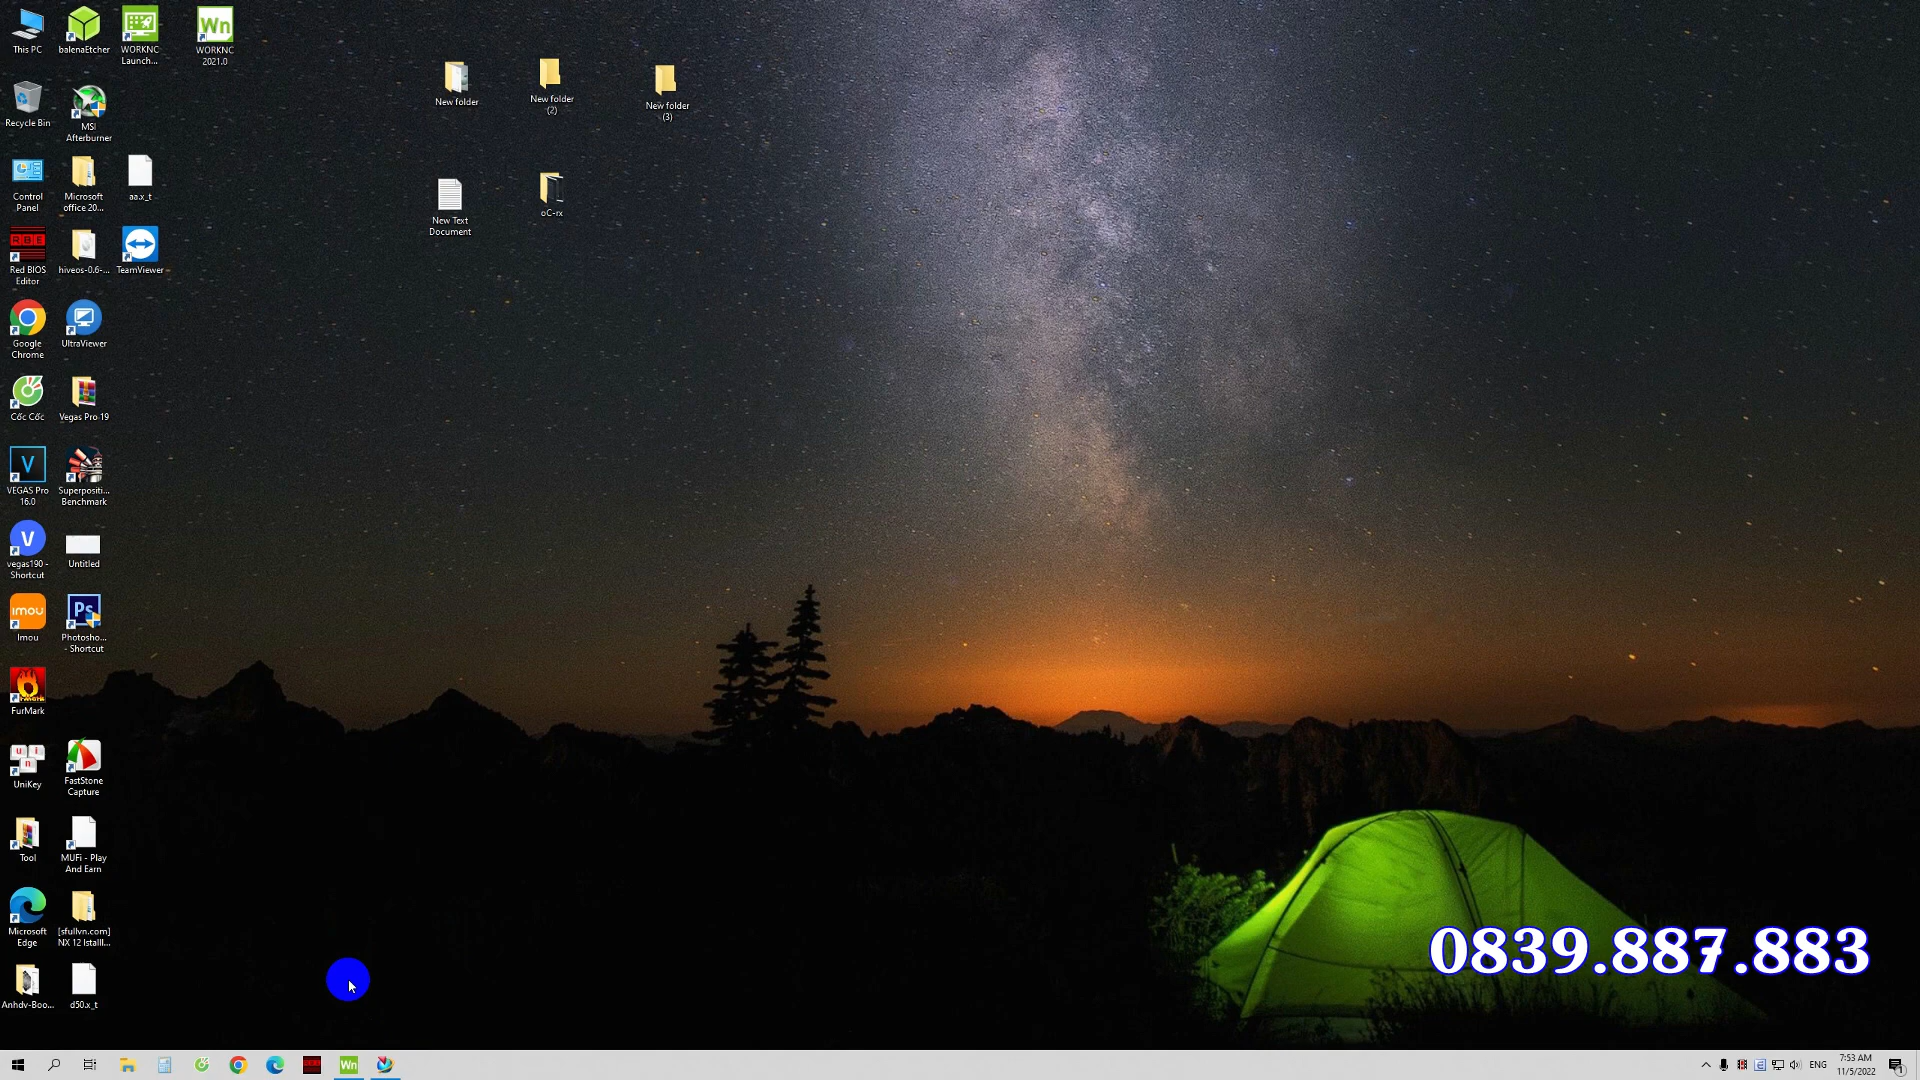 This PC
balenaEtcher
WORKNC
Launch...
WORKNC
2021.0
New folder
New folder
(2)
New folder
(3)
Recycle Bin
MSI
Afterburner
Control
Panel
Microsoft
office 20...
aa.x_t
New Text
Document
oC-rx
RBE
Red BIOS
Editor
hiveos-0.6-...
TeamViewer
Google
Chrome
UltraViewer
Cốc Cốc
Vegas Pro 19
V
VEGAS Pro
16.0
Superpositi...
Benchmark
V
vegas190 -
Shortcut
Untitled
imou
Imou
Ps
Photosho...
- Shortcut
FurMark
u i
n
UniKey
FastStone
Capture
Tool
MUFi - Play
And Earn
Microsoft
Edge
[sfullvn.com]
NX 12 Istalll...
Anhdv-Boo...
d50.x_t
0839.887.883
Wn
ENG
7:53 AM
11/5/2022